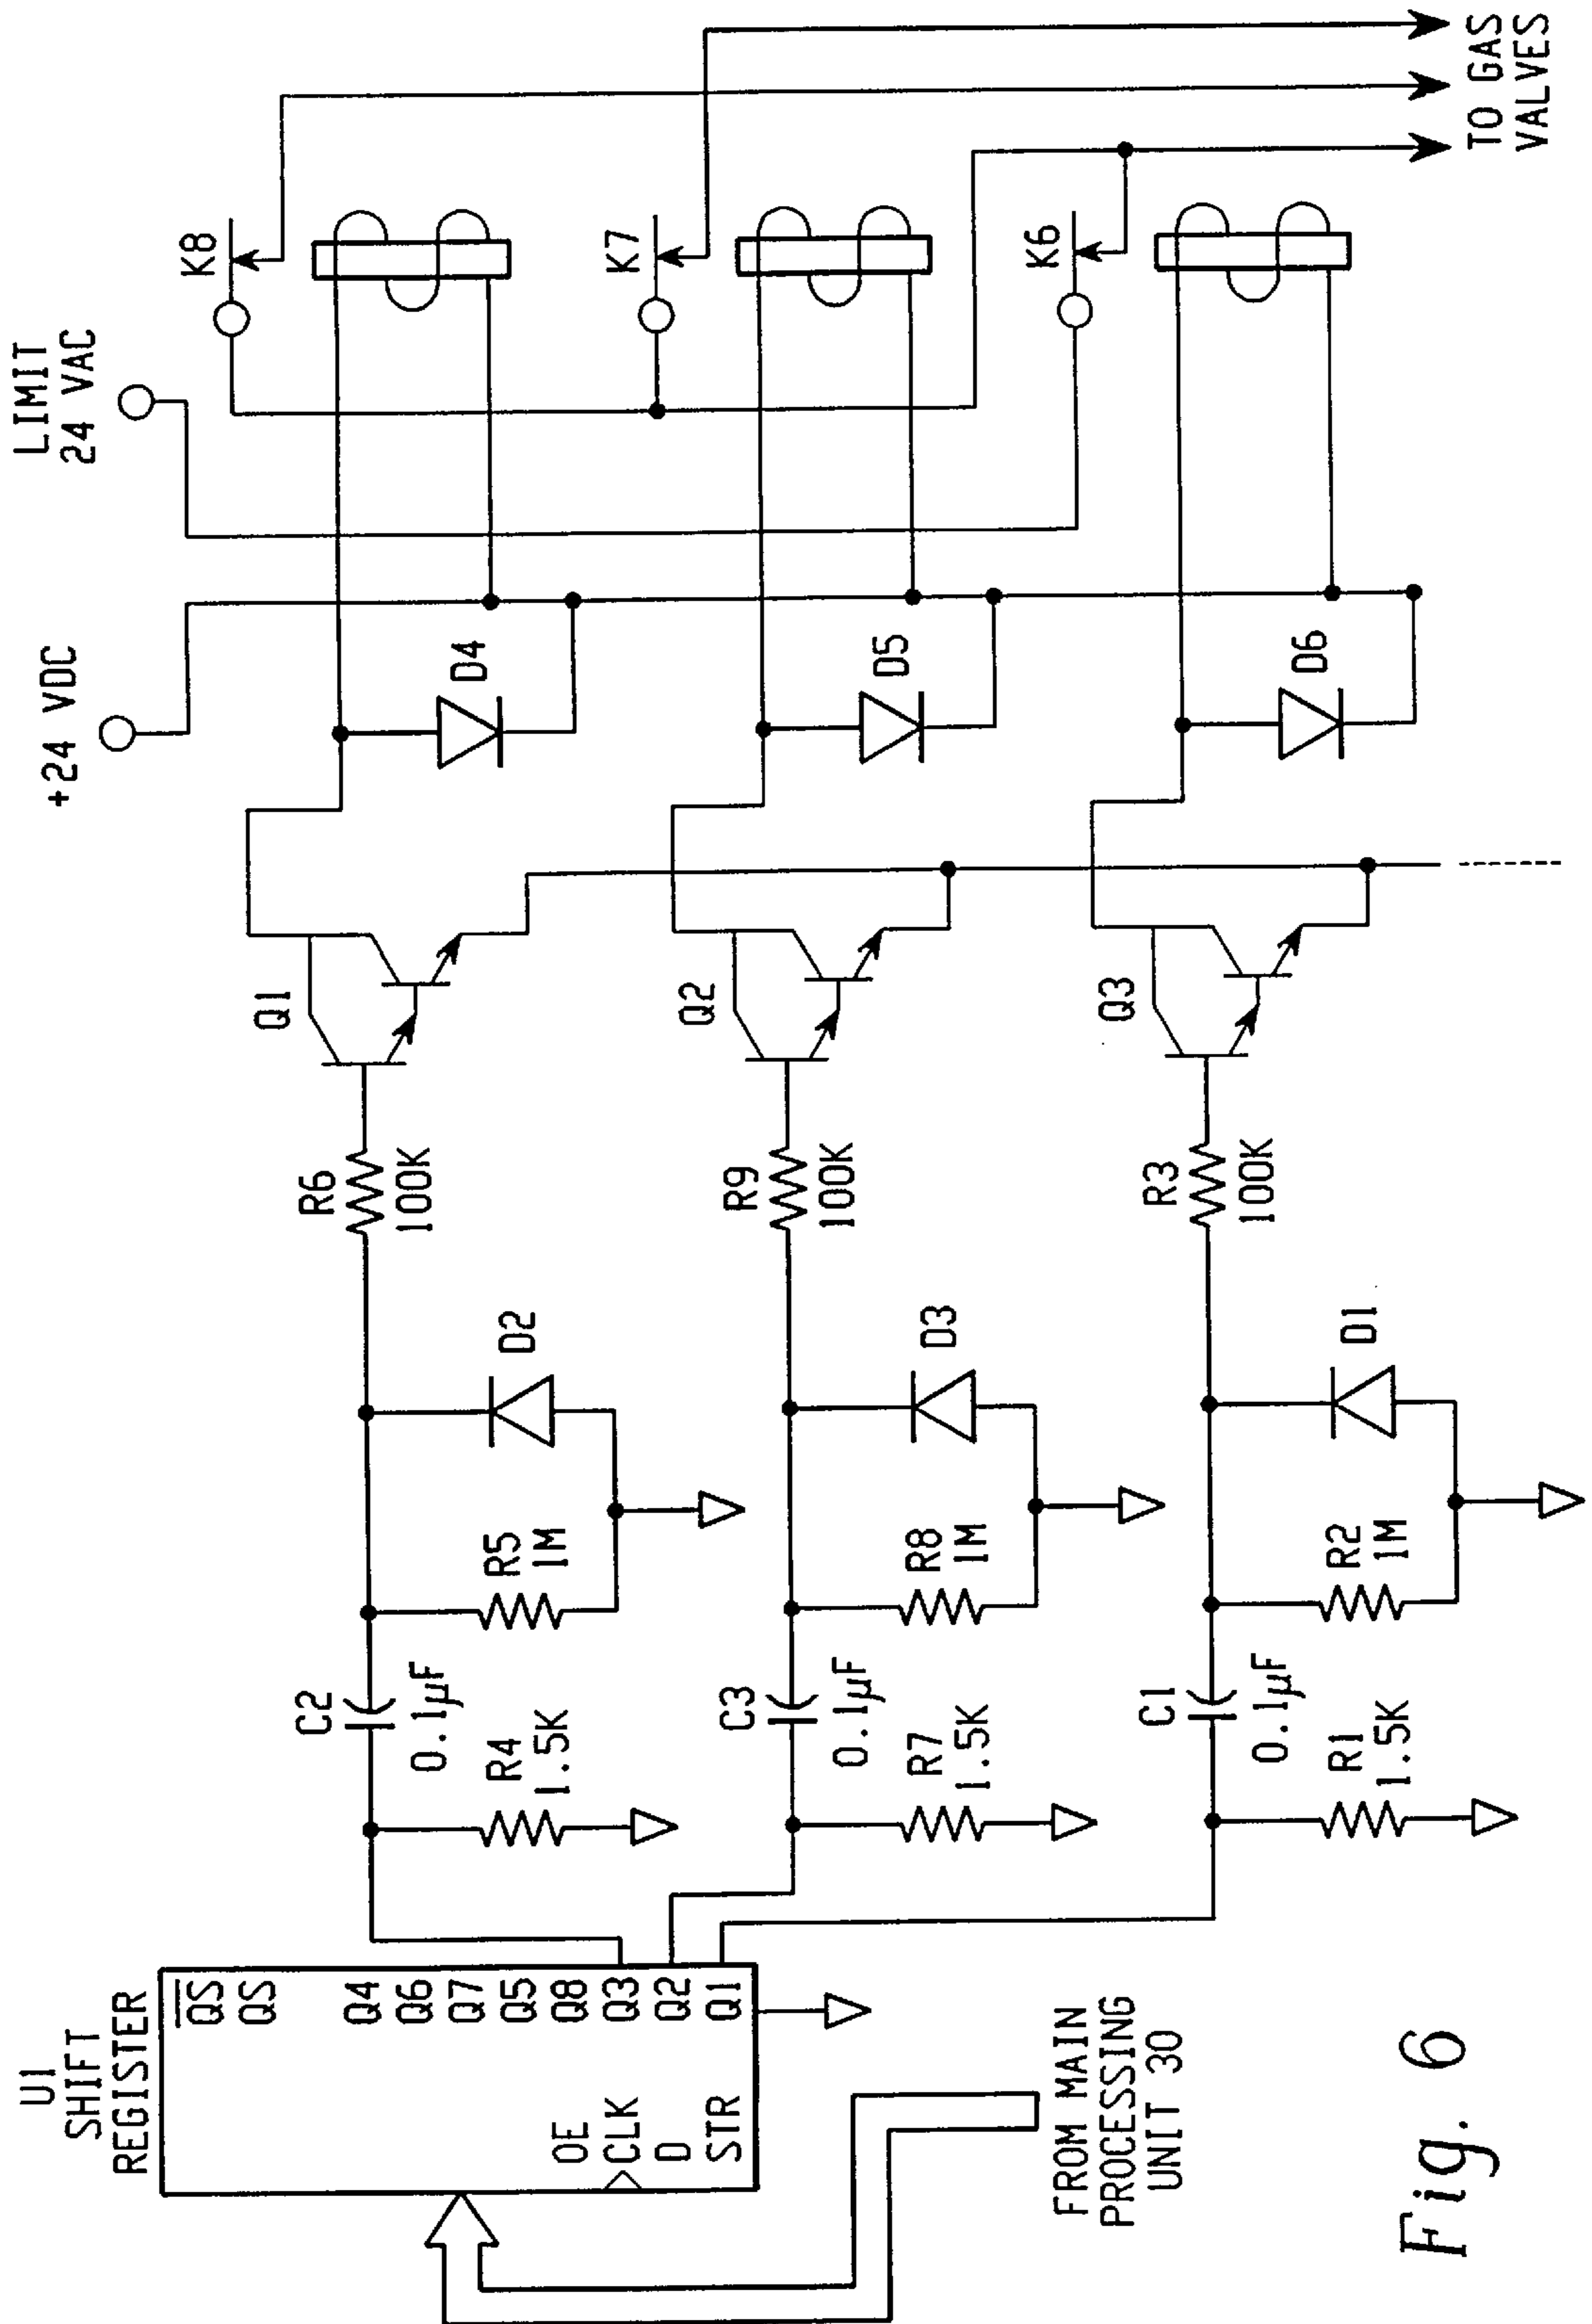 U1
SHIFT
REGISTER
QS
QS
Q4
Q6
Q7
Q5
Q8
Q3
Q2
Q1
OE
CLK
D
STR
FROM MAIN
PROCESSING
UNIT 30
C2
0.1µF
R4
1.5K
R5
1M
D2
R6
100K
Q1
+24 VDC
D4
LIMIT
24 VAC
K8
C3
0.1µF
R7
1.5K
R8
1M
D3
R9
100K
Q2
D5
K7
C1
0.1µF
R1
1.5K
R2
1M
D1
R3
100K
Q3
D6
K6
TO GAS
VALVES
Fig. 6